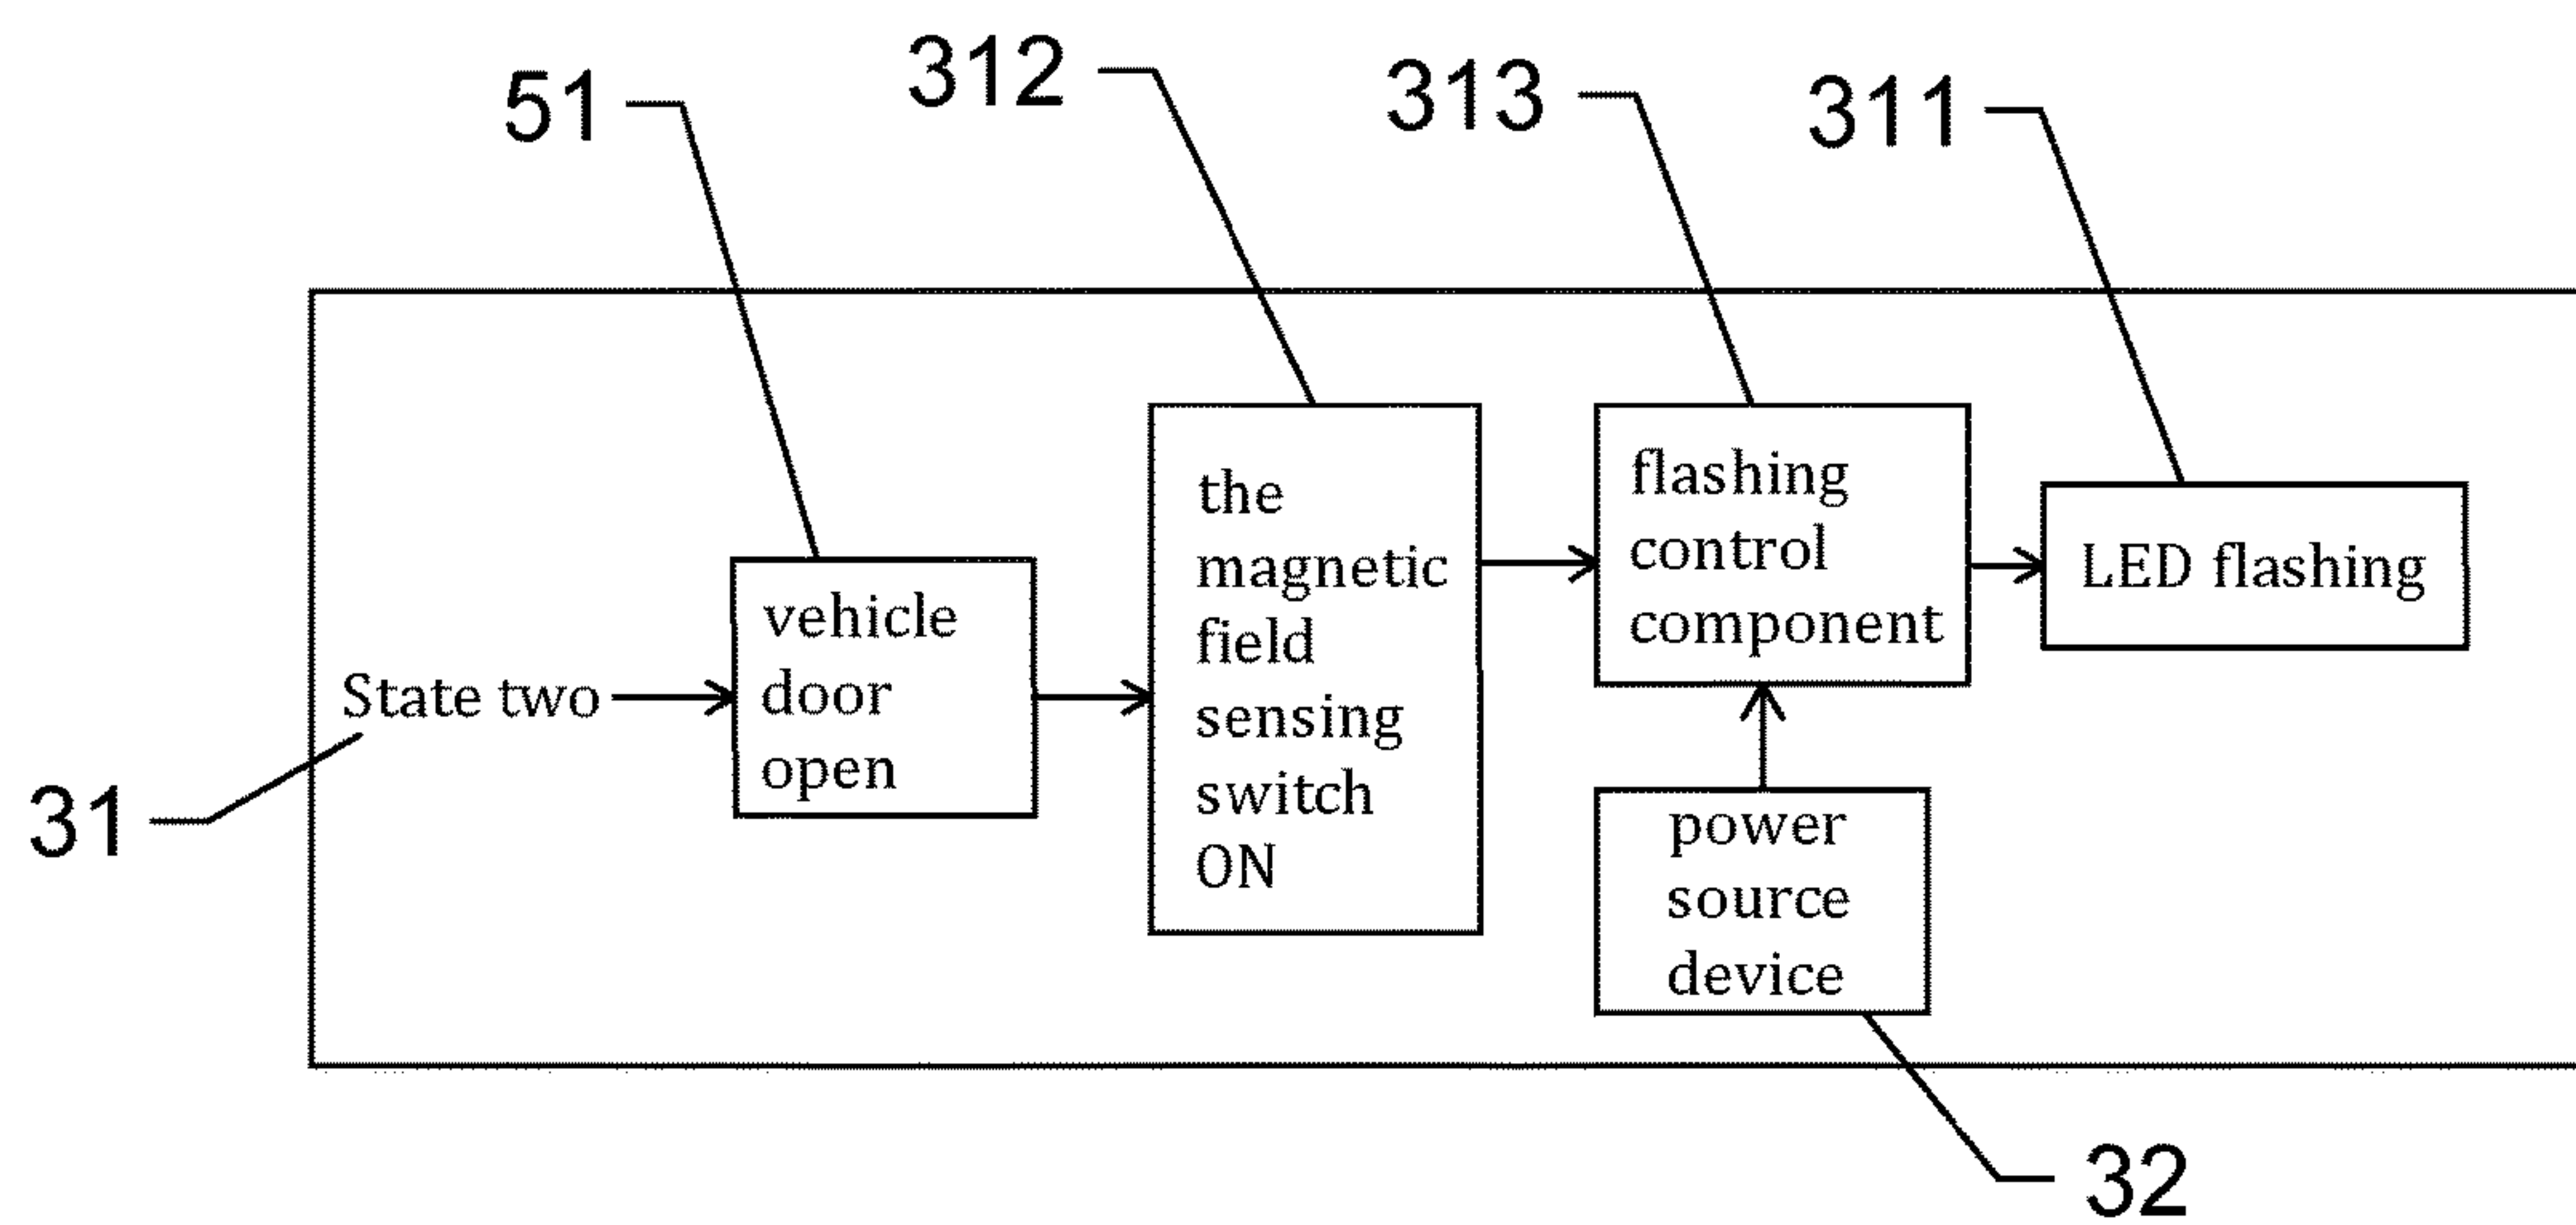 312
313
51
311
the
magnetic
field
sensing
switch
ON
flashing
control
component
LED flashing
vehicle
door
open
State two
31
power
source
device
32